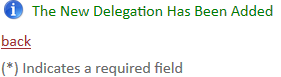 The New Delegation Has Been Added
back
(*) Indicates a required field